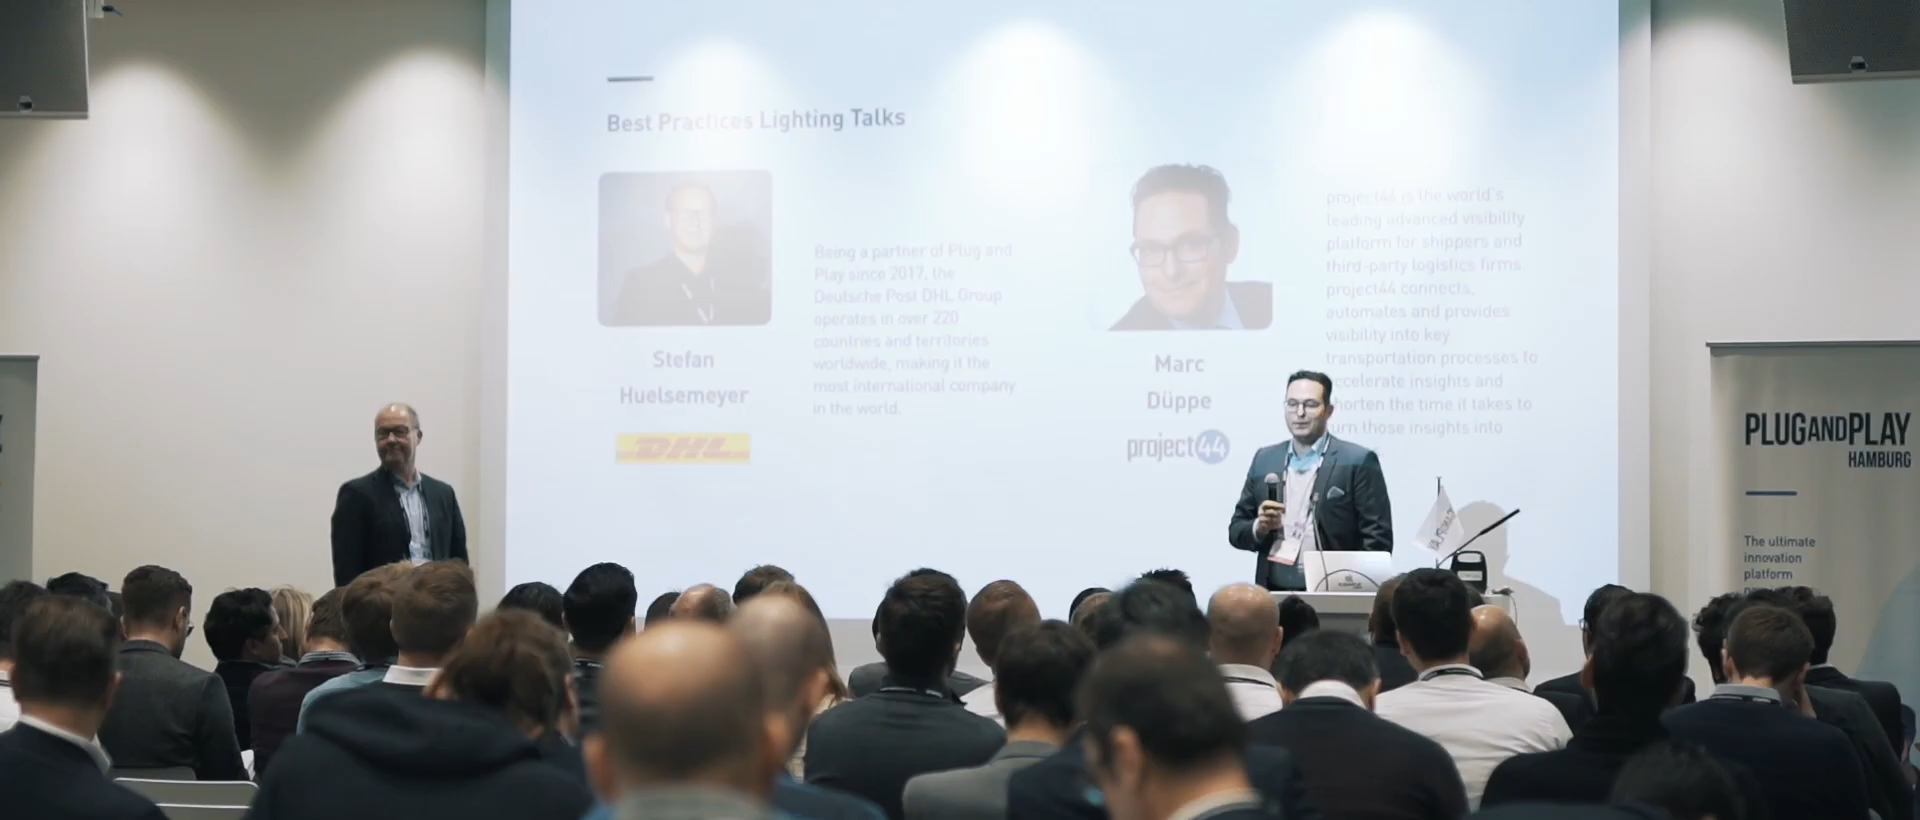 Best Practices Lighting Talks
Stefan
Huelsemeyer
DHL
Being a partner of Plug and
Play since 2017, the
Deutsche Post DHL Group
operates in over 220
countries and territories
worldwide, making it the
most international company
in the world.
Marc
Düppe
project44
project44 is the world's
leading advanced visibility
platform for shippers and
third-party logistics firms
project44 connects,
automates and provides
visibility into key
transportation processes to
accelerate insights and
shorten the time it takes to
turn those insights into
PLUGANDPLAY
HAMBURG
The ultimate
innovation
platform